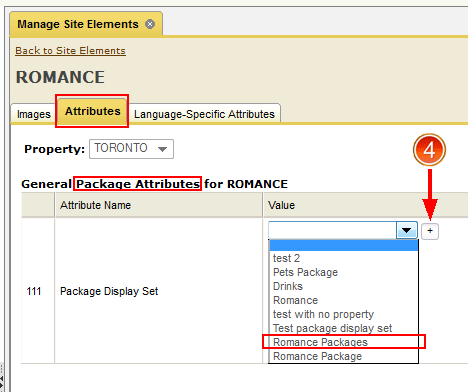 Manage Site Elements
Back to Site Elements
ROMANCE
Images Attributes Language-Specific Attributes
Property: TORONTO
4
General Package Attributes for ROMANCE
Attribute Name Value
+
test 2
Pets Package
Drinks
Romance
111 Package Display Set
test with no property
Test package display set
Romance Packages
Romance Package